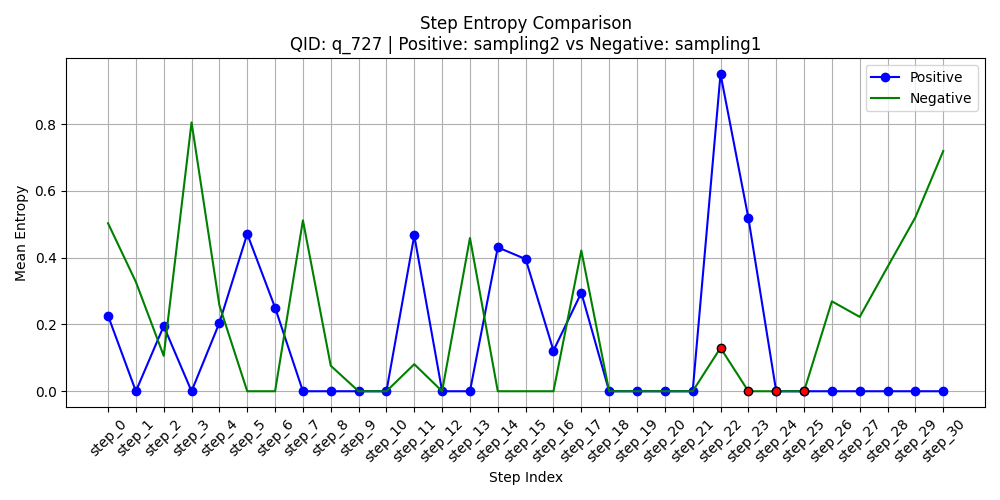 Step Entropy Comparison
QID: q_727 | Positive: sampling2 vs Negative: sampling1
Positive
Negative
Mean Entropy
0.8
0.6
0.4
0.2
0.0
step_0
step_1
step_2
step_3
step_4
step_5
step_6
step_7
step_8
step_9
step_10
step_11
step_12
step_13
step_14
step_15
step_16
step_17
step_18
step_19
step_20
step_21
step_22
step_23
step_24
step_25
step_26
step_27
step_28
step_29
step_30
Step Index